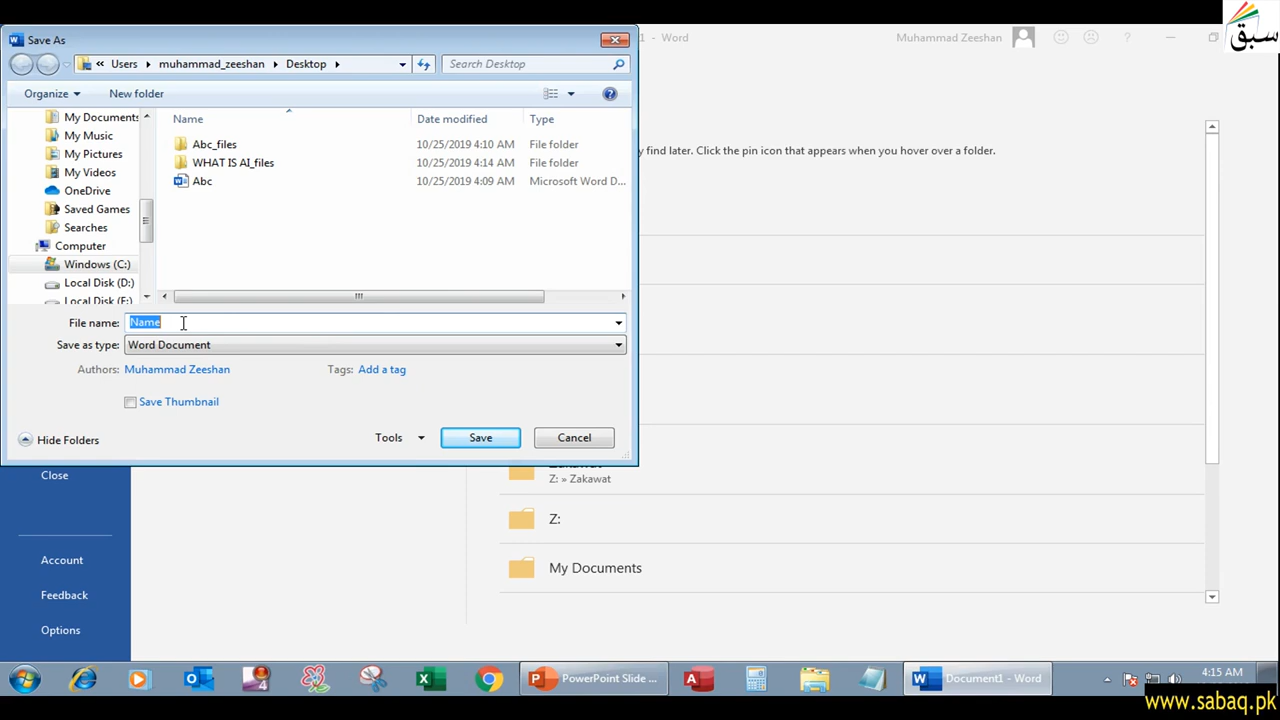 Save As
1 - Word
Muhammad Zeeshan
?
سبق
« Users
muhammad_zeeshan
Desktop
Search Desktop
Organize
New folder
?
Name
Date modified
Type
My Documents
My Music
My Pictures
My Videos
OneDrive
Saved Games
Searches
Computer
Windows (C:)
Local Disk (D:)
Local Disk (E:)
Abc_files
10/25/2019 4:10 AM
File folder
WHAT IS AI_files
10/25/2019 4:14 AM
File folder
Abc
10/25/2019 4:09 AM
Microsoft Word D...
y find later. Click the pin icon that appears when you hover over a folder.
File name:
Name
Save as type:
Word Document
Authors:
Muhammad Zeeshan
Tags:
Add a tag
Save Thumbnail
Hide Folders
Tools
Save
Cancel
Zakawat
Z: » Zakawat
Z:
My Documents
Close
Account
Feedback
Options
PowerPoint Slide ...
Document1 - Word
4:15 AM
www.sabaq.pk